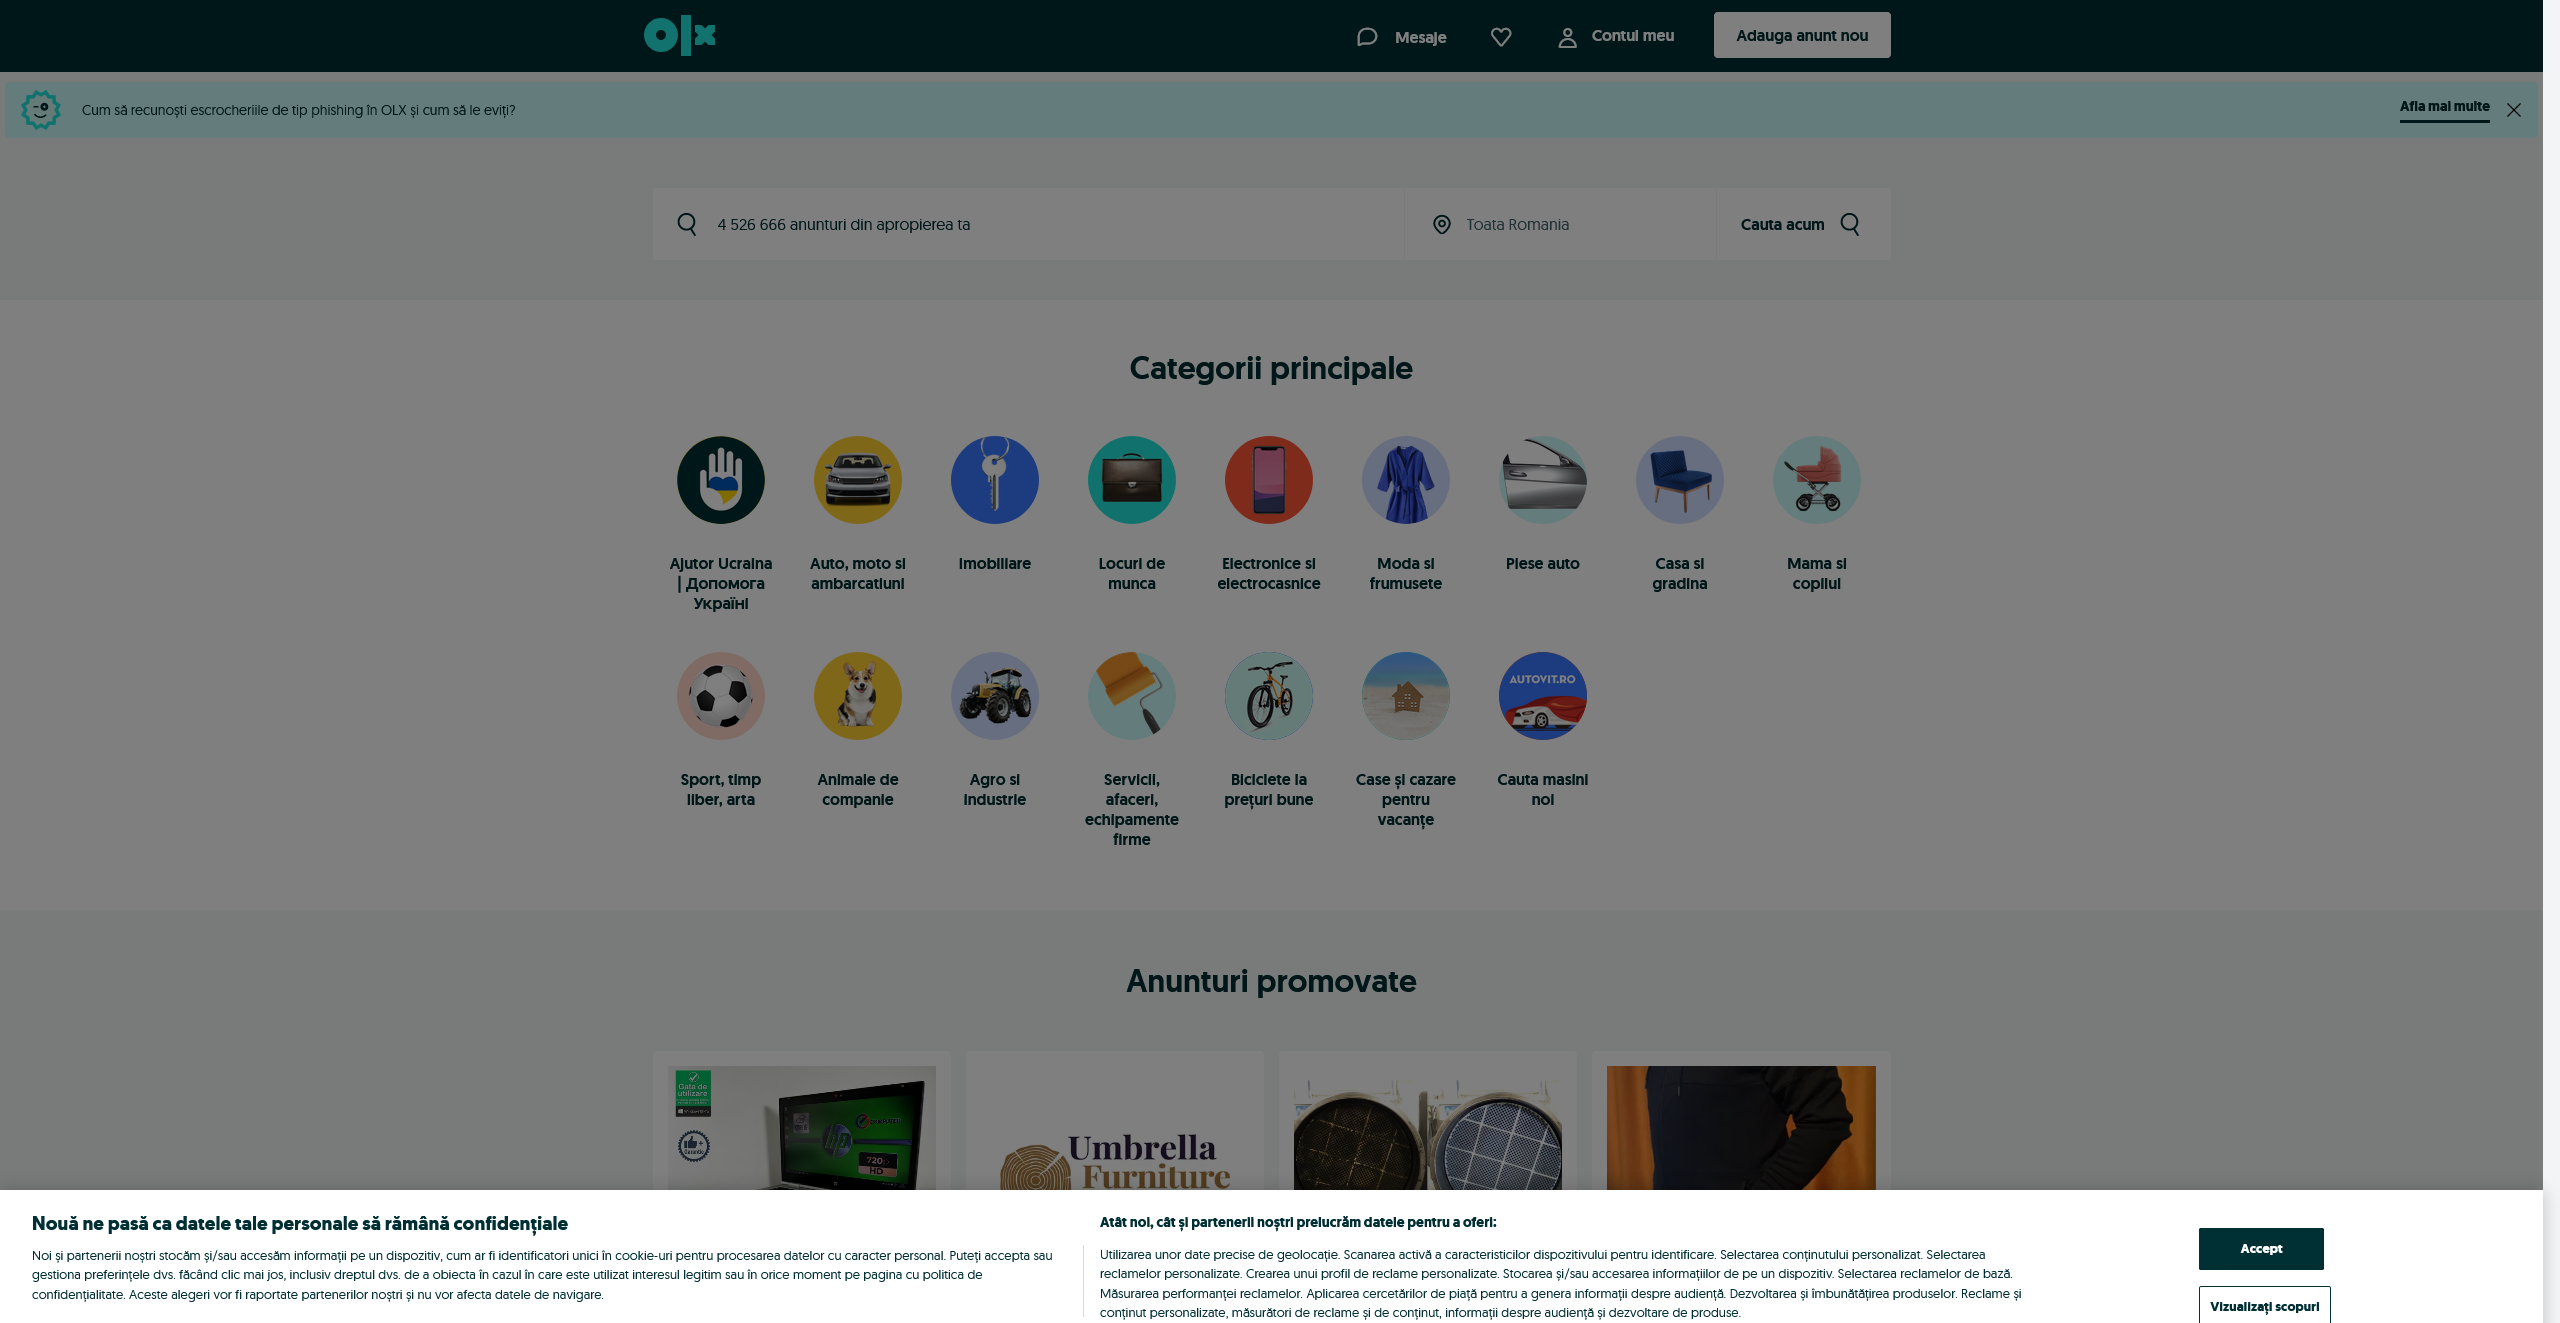 olx
Mesaje
Contul meu
Adauga anunt nou
Cum să recunoști escrocheriile de tip phishing în OLX și cum să le eviți?
Afla mai multe
4 526 666 anunturi din apropierea ta
Toata Romania
Cauta acum
Categorii principale
Ajutor Ucraina
| Допомога
Україні
Auto, moto si
ambarcatiuni
Imobiliare
Locuri de
munca
Electronice si
electrocasnice
Moda si
frumusete
Piese auto
Casa si
gradina
Mama si
copilul
AUTOVIT.RO
Sport, timp
liber, arta
Animale de
companie
Agro si
industrie
Servicii,
afaceri,
echipamente
firme
Biciclete la
prețuri bune
Case și cazare
pentru
vacanțe
Cauta masini
noi
Anunturi promovate
Gata de
utilizare
Garantie
hp
720p
HD
Umbrella
Furniture
Nouă ne pasă ca datele tale personale să rămână confidențiale
Noi și partenerii noștri stocăm și/sau accesăm informații pe un dispozitiv, cum ar fi identificatori unici în cookie-uri pentru procesarea datelor cu caracter personal. Puteți accepta sau
gestiona preferințele dvs. făcând clic mai jos, inclusiv dreptul dvs. de a obiecta în cazul în care este utilizat interesul legitim sau în orice moment pe pagina cu politica de
confidențialitate. Aceste alegeri vor fi raportate partenerilor noștri și nu vor afecta datele de navigare.
Atât noi, cât și partenerii noștri prelucrăm datele pentru a oferi:
Utilizarea unor date precise de geolocație. Scanarea activă a caracteristicilor dispozitivului pentru identificare. Selectarea conținutului personalizat. Selectarea
reclamelor personalizate. Crearea unui profil de reclame personalizate. Stocarea și/sau accesarea informațiilor de pe un dispozitiv. Selectarea reclamelor de bază.
Măsurarea performanței reclamelor. Aplicarea cercetărilor de piață pentru a genera informații despre audiență. Dezvoltarea și îmbunătățirea produselor. Reclame și
conținut personalizate, măsurători de reclame și de conținut, informații despre audiență și dezvoltare de produse.
Accept
Vizualizați scopuri